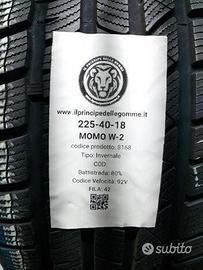 www.ilprincipedellegomme.it
225-40-18
MOMO W-2
codice prodotto: 8168
Tipo: Invernale
COD:
Battistrada: 80%
Codice Velocità: 92V
FILA: 42
subito